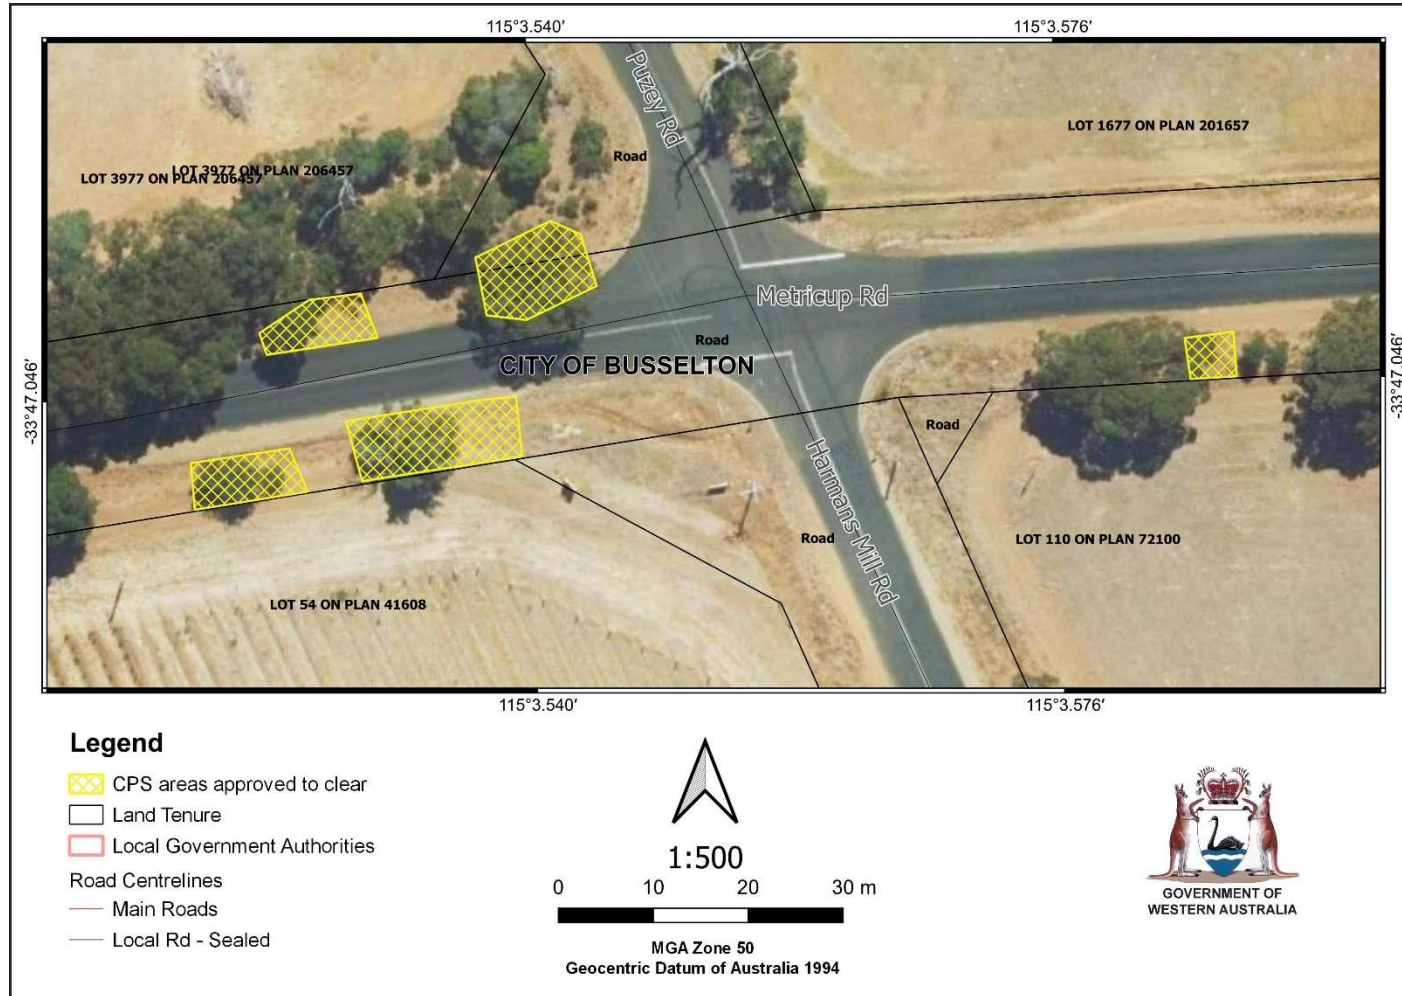 115°3.540′
115°3.576′
Puzey Rd
LOT 1677 ON PLAN 201657
Road
LOT 3977 ON PLAN 206457
LOT 3977 ON PLAN 206457
Metricup Rd
Road
CITY OF BUSSELTON
-33°47.046′
-33°47.046′
Road
Harmans Mill Rd
Road
LOT 110 ON PLAN 72100
LOT 54 ON PLAN 41608
115°3.540′
115°3.576′
Legend
CPS areas approved to clear
Land Tenure
Local Government Authorities
Road Centrelines
Main Roads
Local Rd - Sealed
1:500
0 10 20 30 m
MGA Zone 50
Geocentric Datum of Australia 1994
GOVERNMENT OF
WESTERN AUSTRALIA